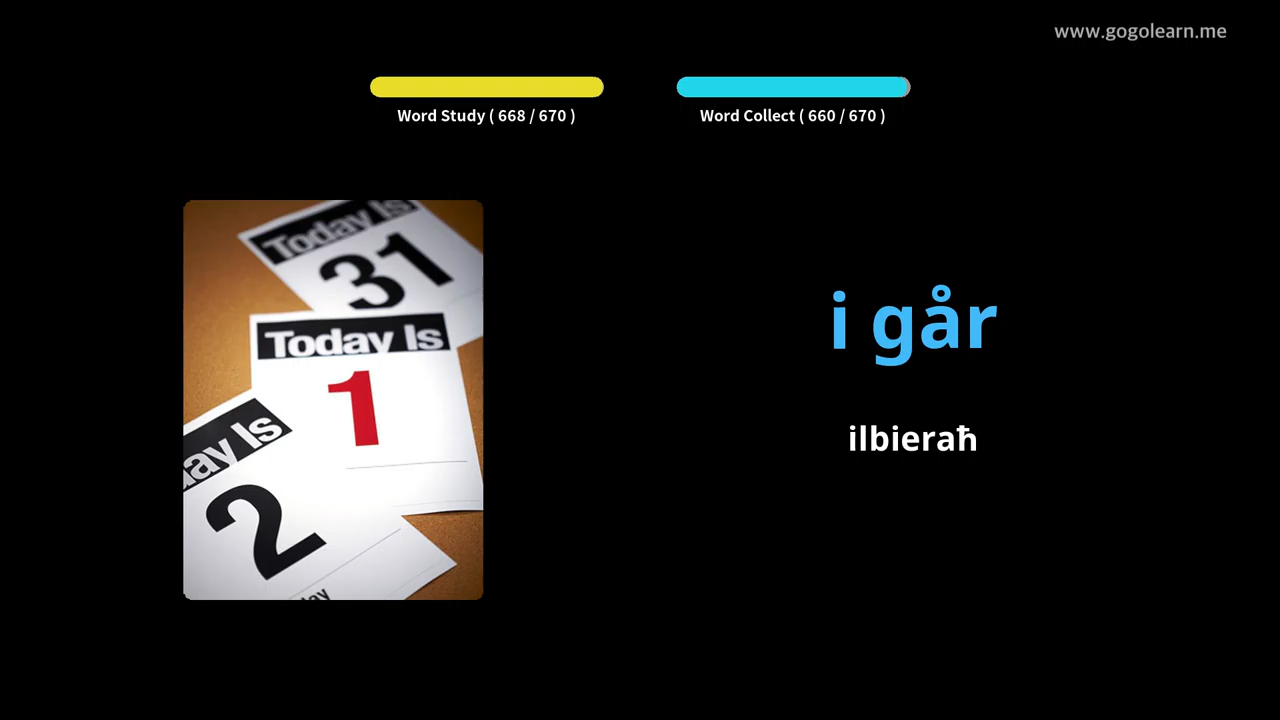 www.gogolearn.me
Word Study ( 668 / 670 )
Word Collect ( 660 / 670 )
Today Is
31
Today Is
1
ay Is
2
i går
ilbieraħ